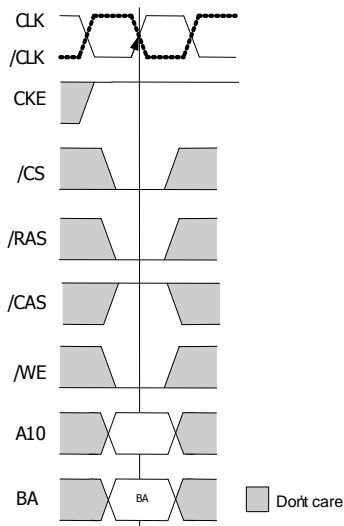 CLK
/CLK
CKE
/CS
/RAS
/CAS
/WE
A10
BA
BA
Don't care